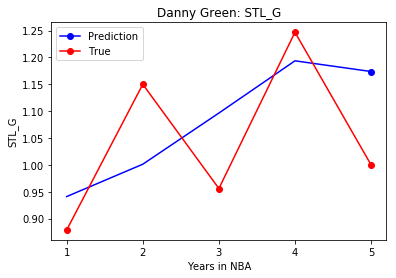 Danny Green: STL_G
Prediction
True
1.25
1.20
1.15
1.10
1.05
1.00
0.95
0.90
STL_G
1 2 3 4 5
Years in NBA